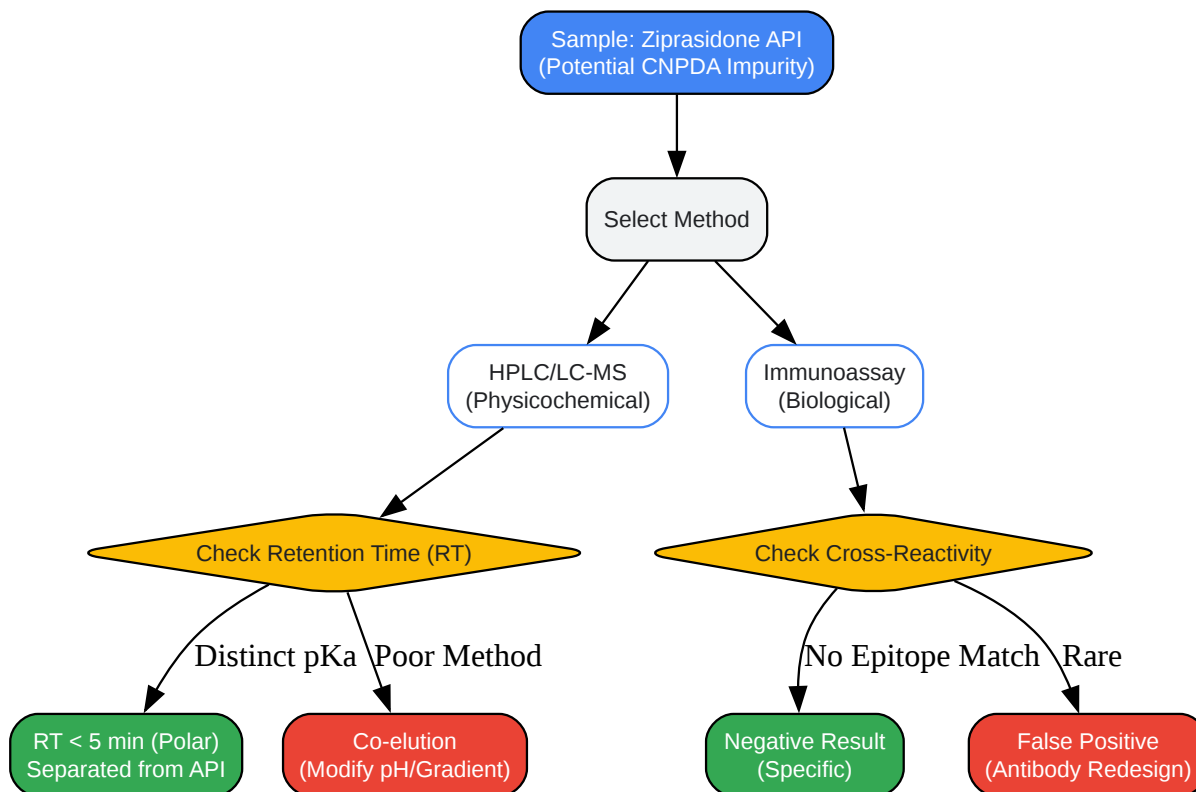 Sample: Ziprasidone API
(Potential CNPDA Impurity)
Select Method
HPLC/LC-MS
(Physicochemical)
Immunoassay
(Biological)
Check Retention Time (RT)
Check Cross-Reactivity
Distinct pKa
Poor Method
No Epitope Match
Rare
RT < 5 min (Polar)
Separated from API
Co-elution
(Modify pH/Gradient)
Negative Result
(Specific)
False Positive
(Antibody Redesign)